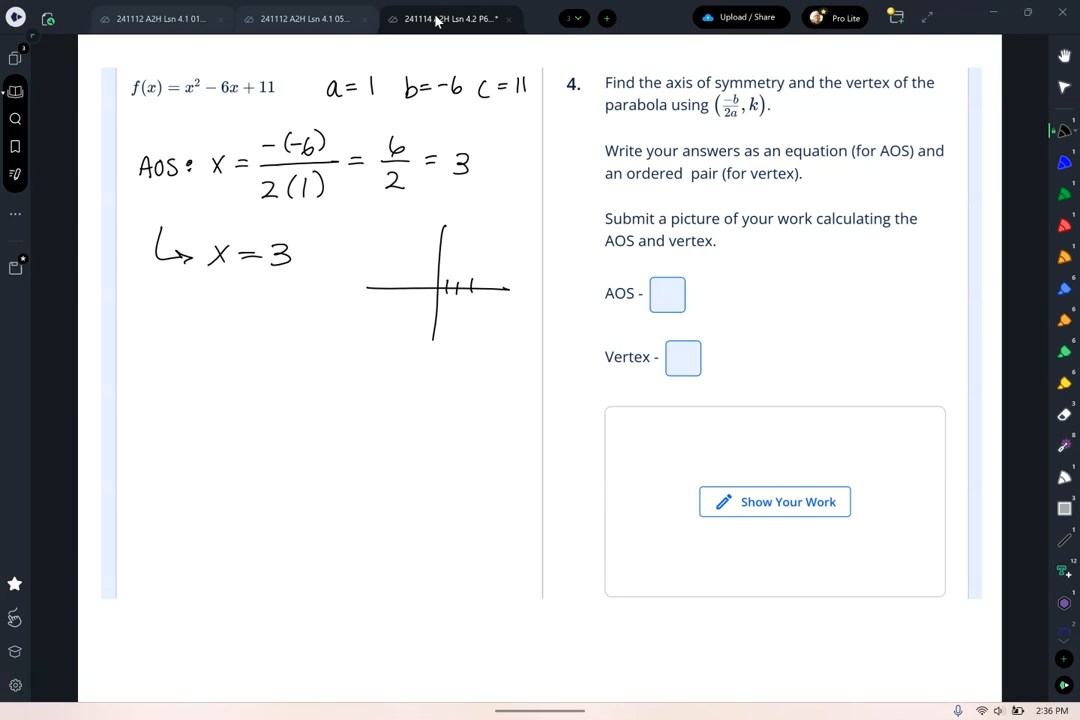 241112 A2H Lsn 4.1 01...
241112 A2H Lsn 4.1 05...
241114 A2H Lsn 4.2 P6...*
3
Upload / Share
Pro Lite
f(x) = x² − 6x + 11
a = 1 b = -6 c = 11
AOS: x = -(-6) / 2(1) = 6/2 = 3
↳ x = 3
4. Find the axis of symmetry and the vertex of the
parabola using (−b/2a, k).
Write your answers as an equation (for AOS) and
an ordered pair (for vertex).
Submit a picture of your work calculating the
AOS and vertex.
AOS -
Vertex -
Show Your Work
2:36 PM